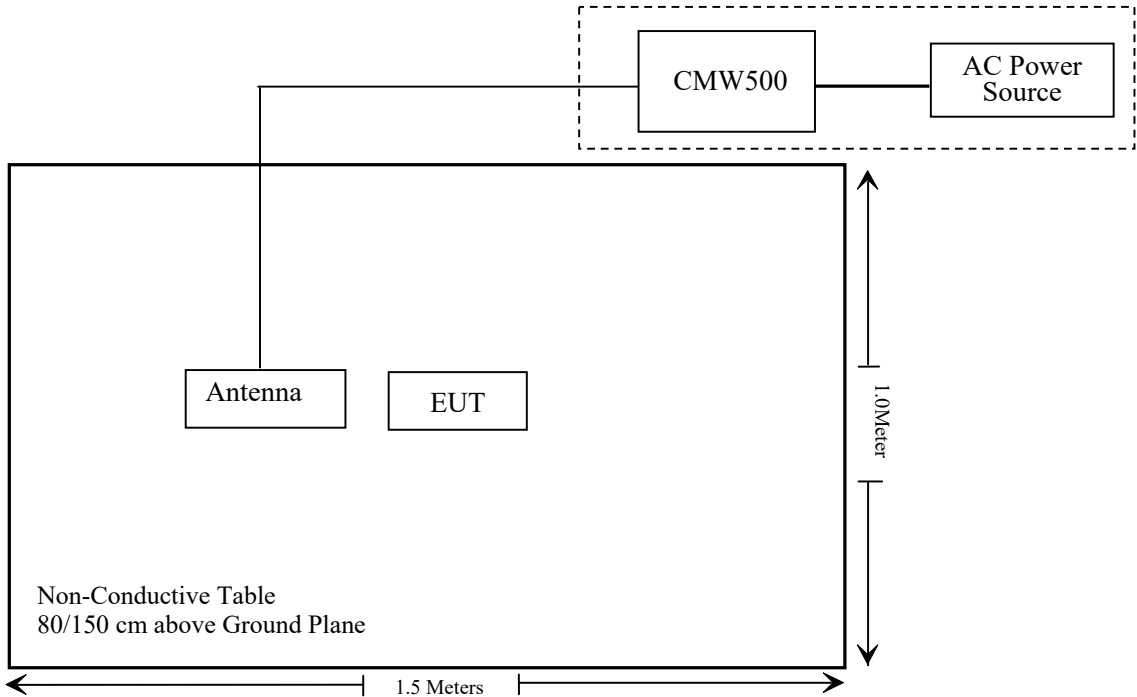 CMW500
AC Power
Source
Antenna
EUT
1.0Meter
Non-Conductive Table
80/150 cm above Ground Plane
1.5 Meters